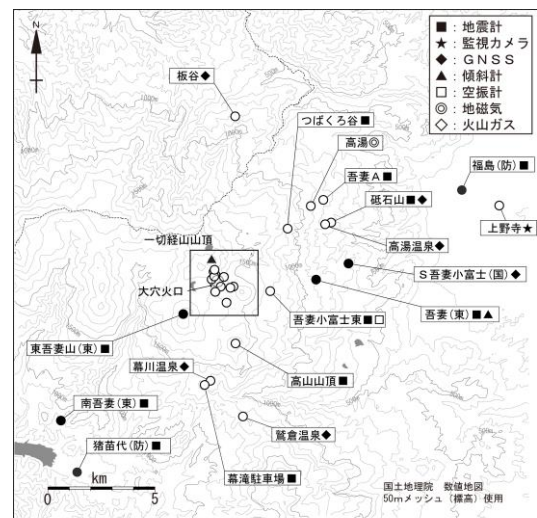 ■：地震計
★：監視カメラ
◆：ＧＮＳＳ
▲：傾斜計
□：空振計
◎：地磁気
◇：火山ガス
板谷◆
つばくろ谷■
高湯◎
吾妻Ａ■
福島(防)■
砥石山■◆
上野寺★
高湯温泉◆
一切経山山頂
Ｓ吾妻小富士(国)◆
大穴火口
吾妻(東)■▲
吾妻小富士東■□
東吾妻山(東)■
幕川温泉◆
高山山頂■
南吾妻(東)■
鷲倉温泉◆
猪苗代(防)■
幕滝駐車場■
km
0
5
国土地理院　数値地図
50ｍメッシュ（標高）使用